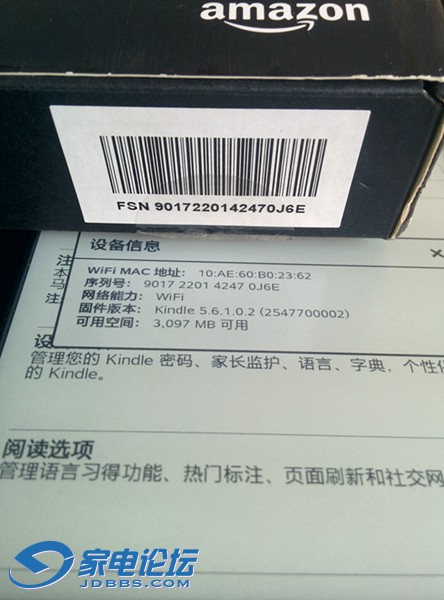 amazon
FSN 9017220142470J6E
设备信息
WiFi MAC 地址: 10:AE:60:B0:23:62
序列号: 9017 2201 4247 0J6E
网络能力: WiFi
固件版本: Kindle 5.6.1.0.2 (2547700002)
可用空间: 3,097 MB 可用
注
本
马
设
管理您的 Kindle 密码、家长监护、语言、字典，个性
的 Kindle。
阅读选项
管理语言习得功能、热门标注、页面刷新和社交网
家电论坛
JDBBS.COM